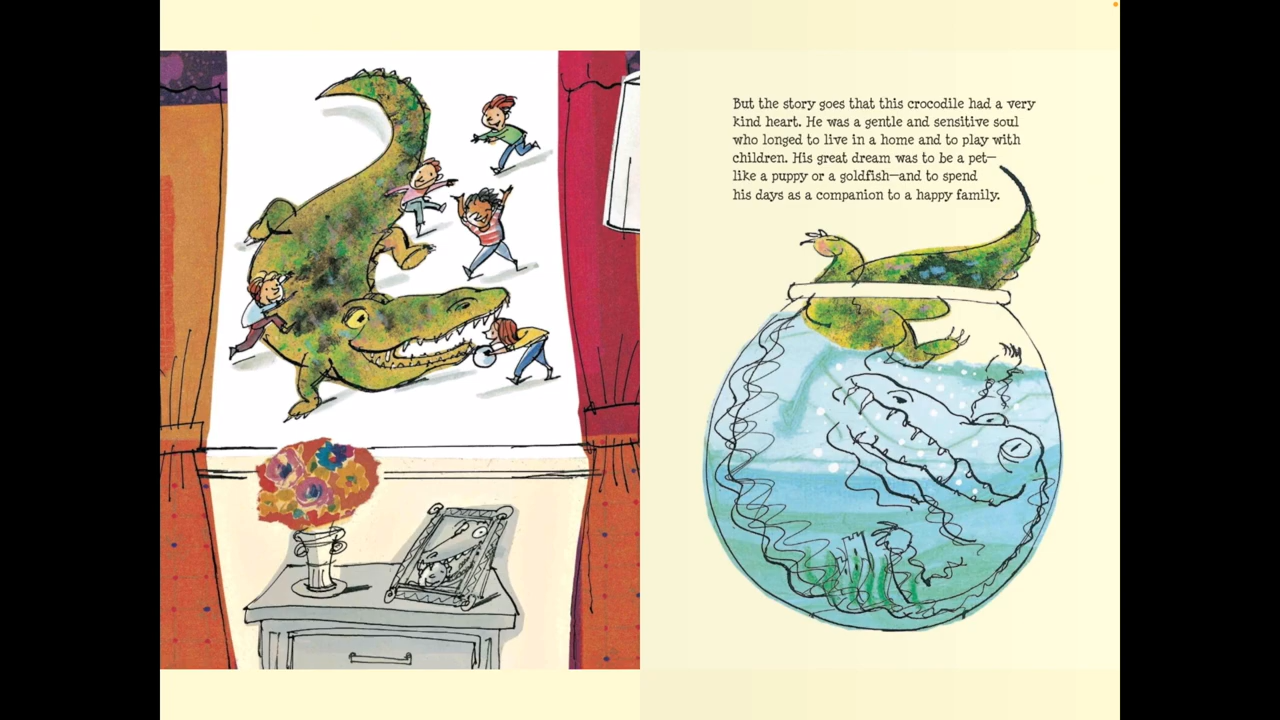 But the story goes that this crocodile had a very
kind heart. He was a gentle and sensitive soul
who longed to live in a home and to play with
children. His great dream was to be a pet—
like a puppy or a goldfish—and to spend
his days as a companion to a happy family.